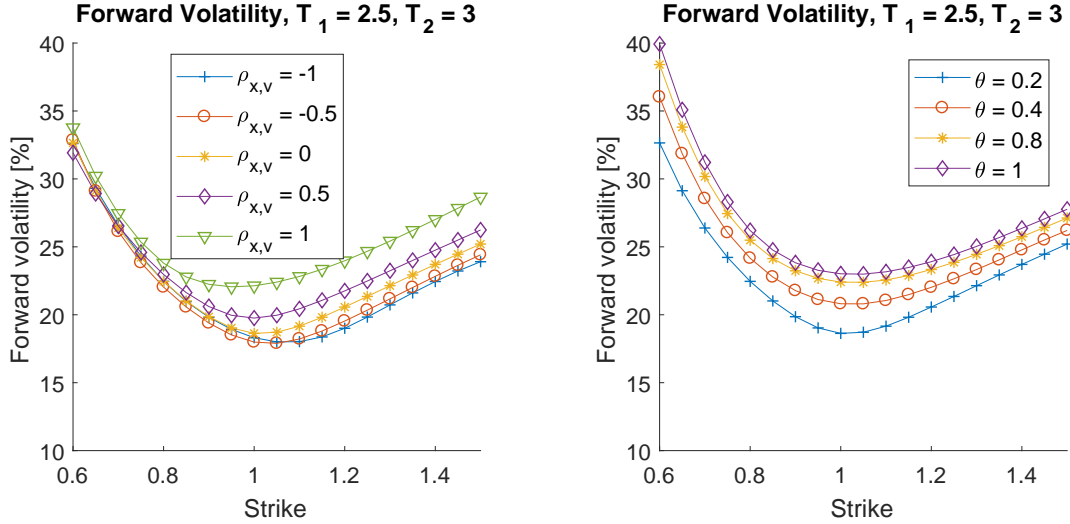 Forward Volatility, T 1 = 2.5, T 2 = 3
Forward volatility [%]
40
35
30
25
20
15
10
0.6 0.8 1 1.2 1.4
Strike
ρx,v = -1
ρx,v = -0.5
ρx,v = 0
ρx,v = 0.5
ρx,v = 1
Forward Volatility, T 1 = 2.5, T 2 = 3
Forward volatility [%]
40
35
30
25
20
15
10
0.6 0.8 1 1.2 1.4
Strike
θ = 0.2
θ = 0.4
θ = 0.8
θ = 1